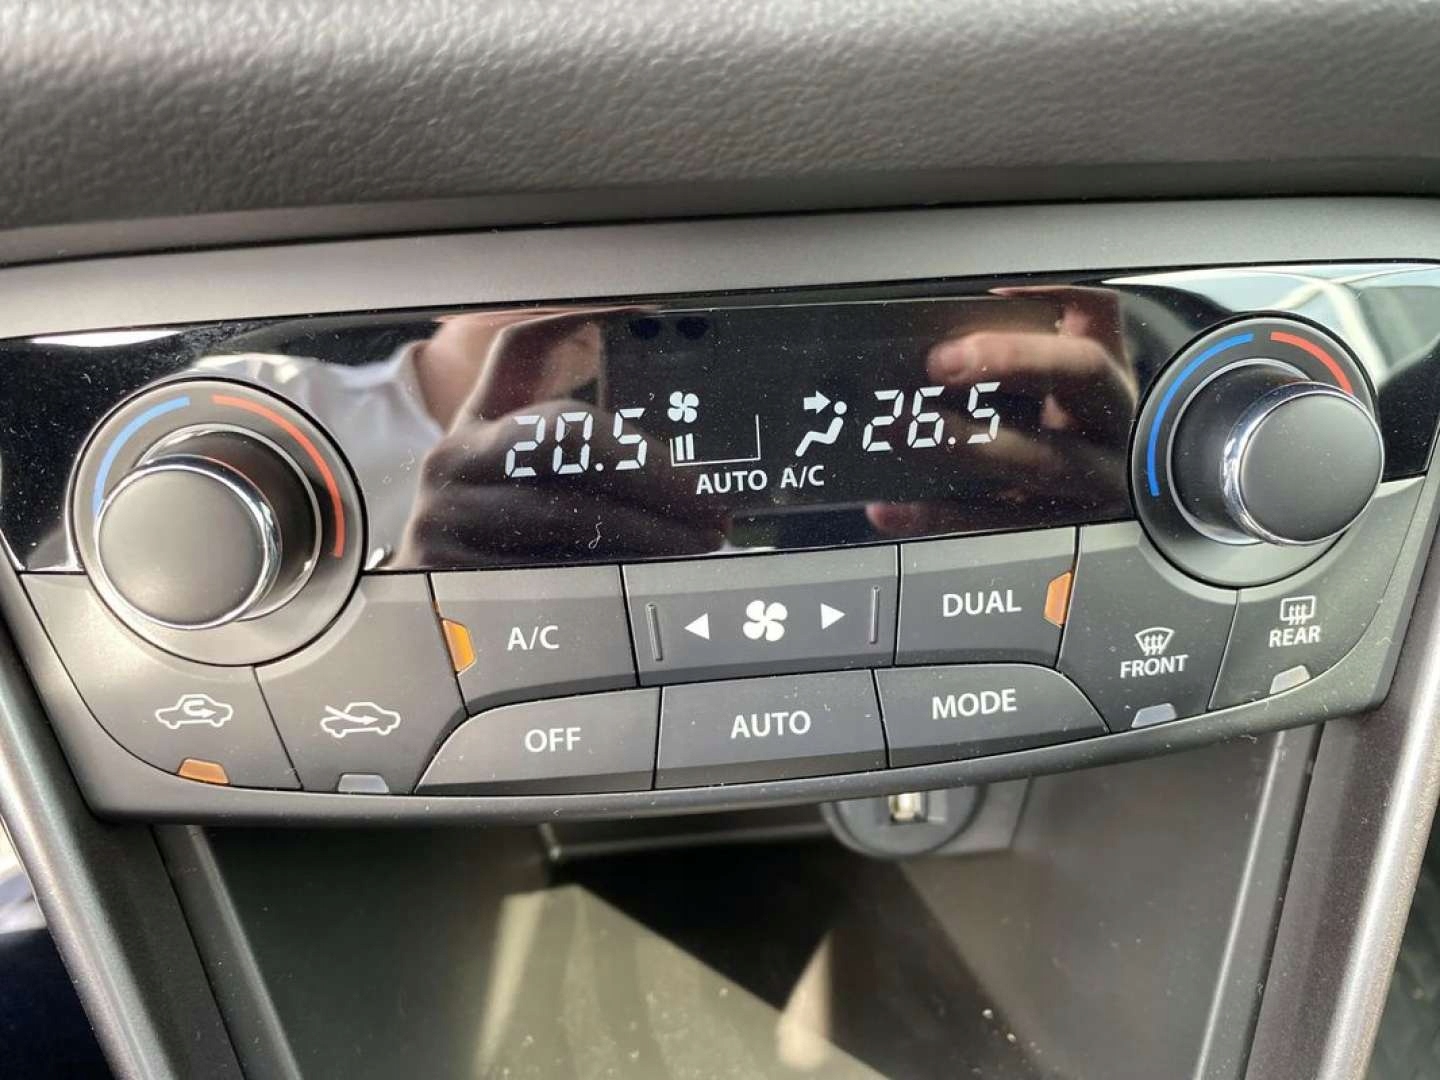 20.5 26.5
AUTO A/C
A/C
DUAL
FRONT
REAR
OFF
AUTO
MODE